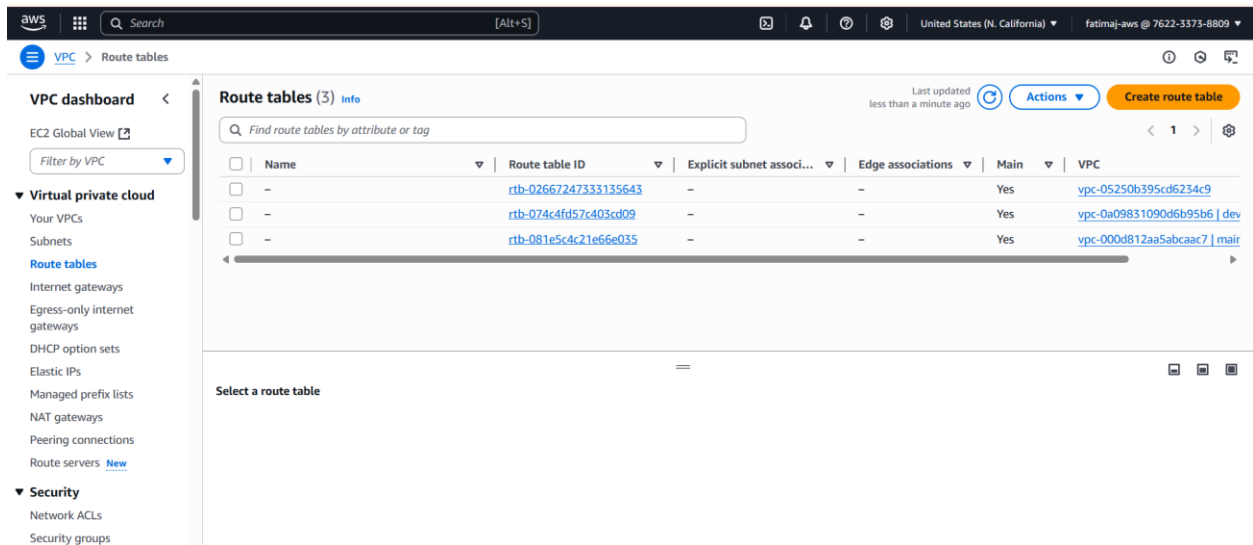 aws Search [Alt+S] United States (N. California) fatimaj-aws @ 7622-3373-8809
VPC > Route tables
VPC dashboard
EC2 Global View
Filter by VPC
Virtual private cloud
Your VPCs
Subnets
Route tables
Internet gateways
Egress-only internet
gateways
DHCP option sets
Elastic IPs
Managed prefix lists
NAT gateways
Peering connections
Route servers New
Security
Network ACLs
Security groups
Route tables (3) Info
Last updated
less than a minute ago
Actions
Create route table
Find route tables by attribute or tag
1
Name Route table ID Explicit subnet associ... Edge associations Main VPC
– rtb-02667247333135643 – – Yes vpc-05250b395cd6234c9
– rtb-074c4fd57c403cd09 – – Yes vpc-0a09831090d6b95b6 | dev
– rtb-081e5c4c21e66e035 – – Yes vpc-000d812aa5abcaac7 | main
Select a route table